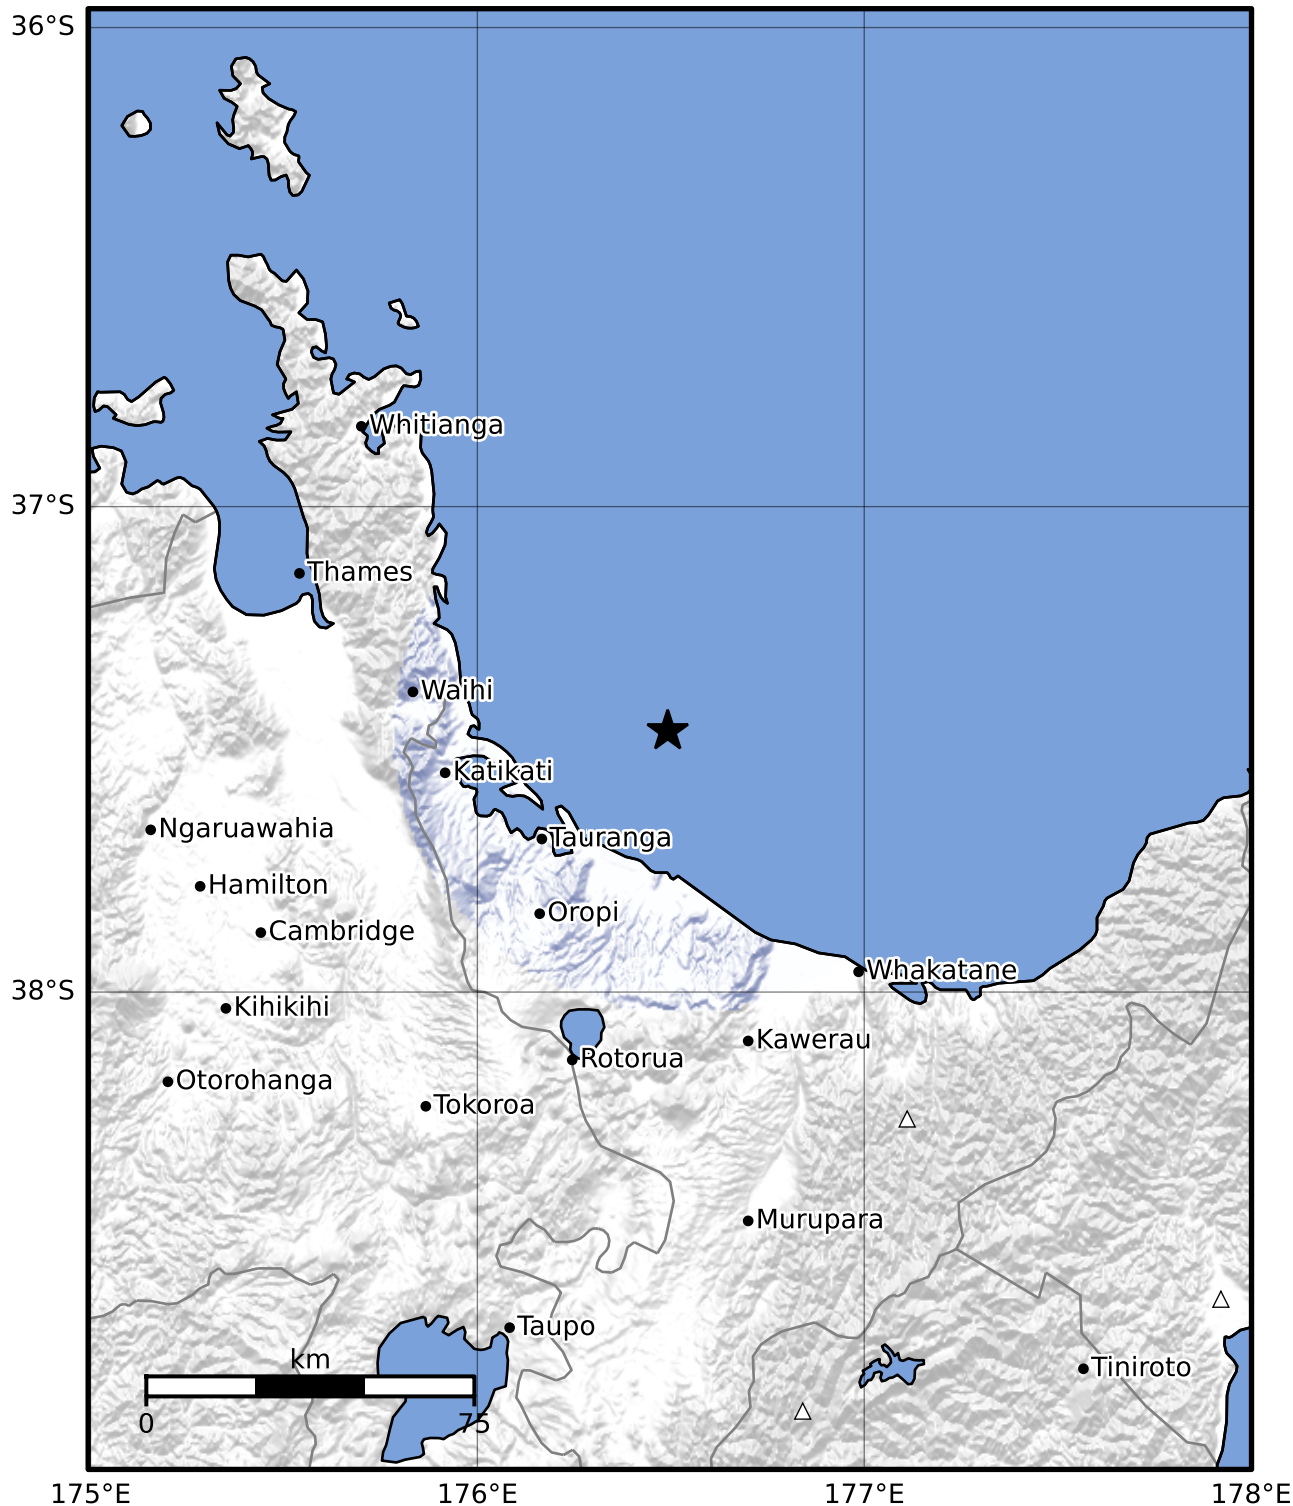 36°S
Whitianga
37°S
Thames
Waihi
Katikati
Ngaruawahia
Tauranga
Hamilton
Oropi
Cambridge
Whakatane
38°S
Kihikihi
Kawerau
Rotorua
Otorohanga
Tokoroa
Murupara
Taupo
km
Tiniroto
0 75
175°E 176°E 177°E 178°E